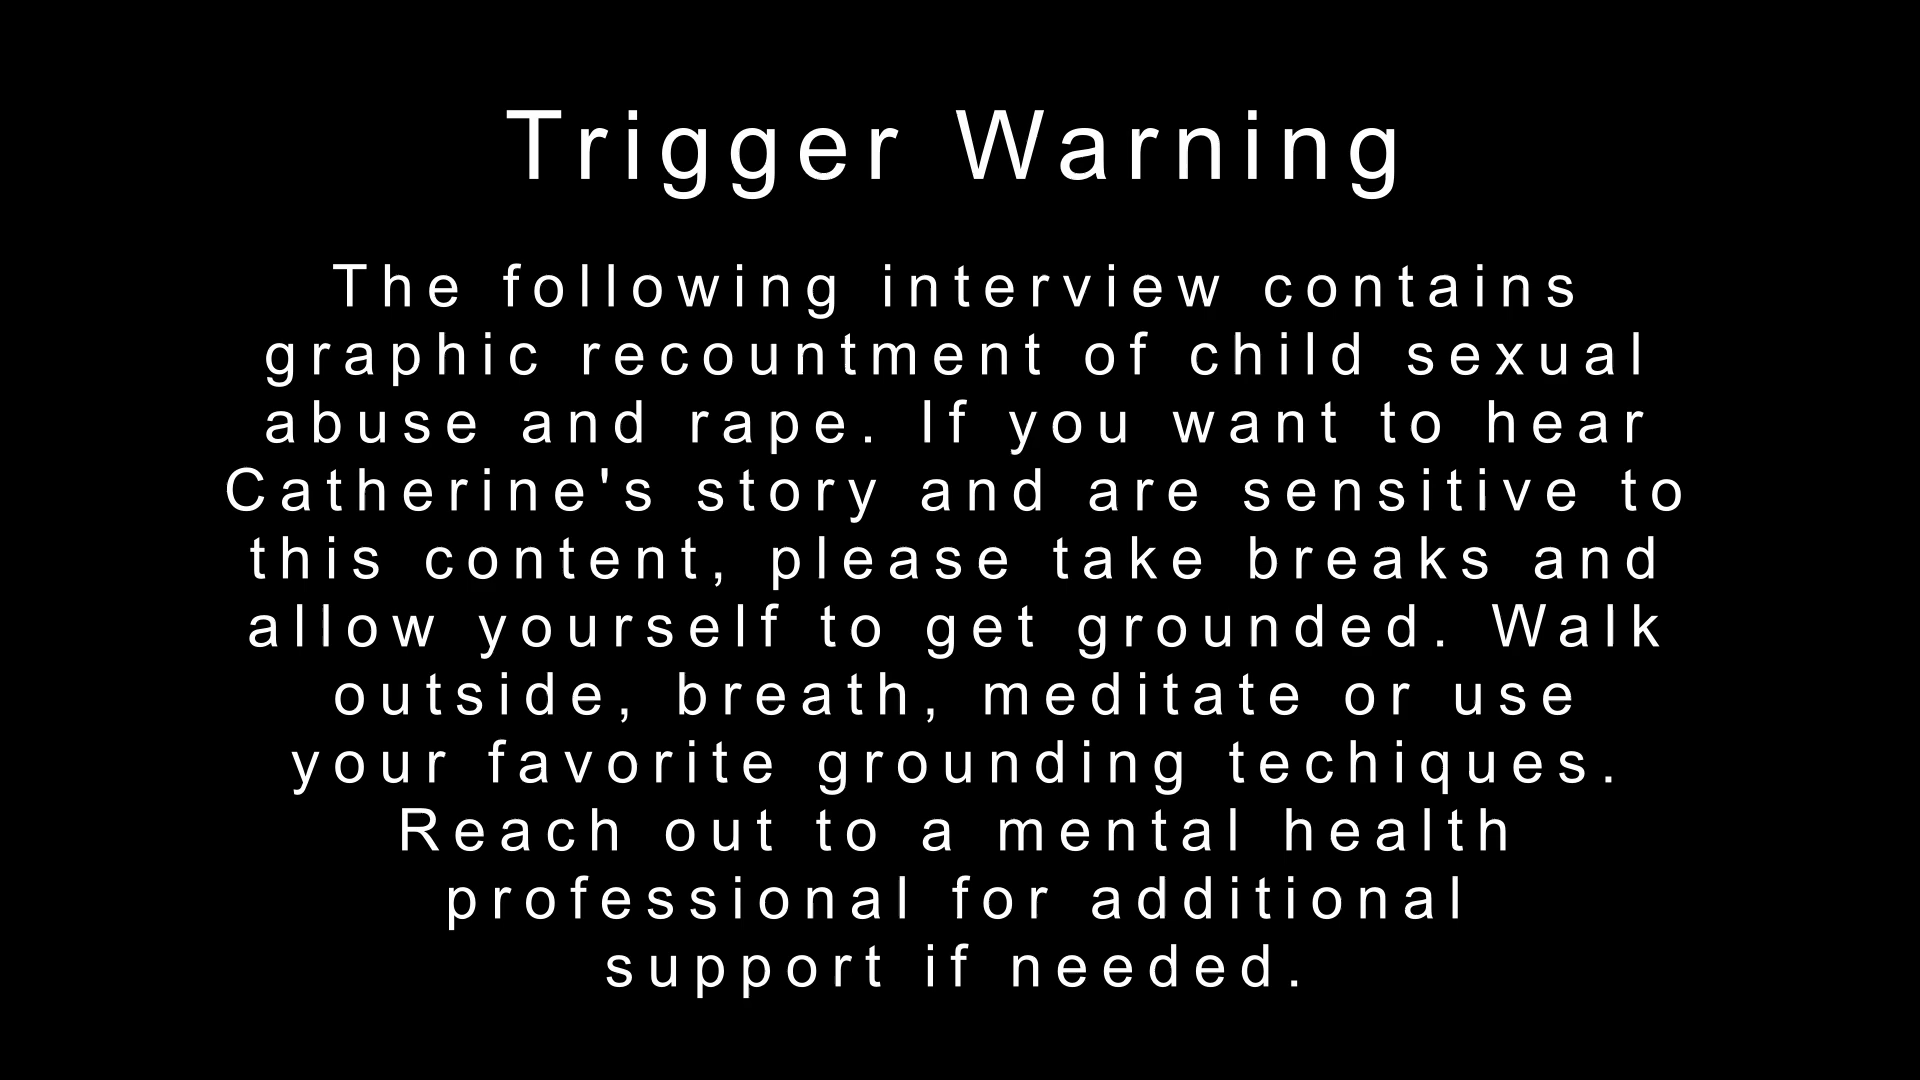 Trigger Warning
The following interview contains
graphic recountment of child sexual
abuse and rape. If you want to hear
Catherine's story and are sensitive to
this content, please take breaks and
allow yourself to get grounded. Walk
outside, breath, meditate or use
your favorite grounding techiques.
Reach out to a mental health
professional for additional
support if needed.